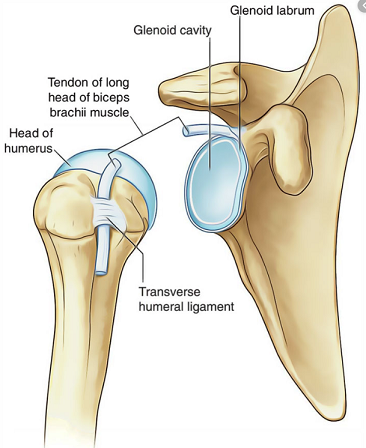 Glenoid labrum
Glenoid cavity
Tendon of long
head of biceps
brachii muscle
Head of
humerus
Transverse
humeral ligament